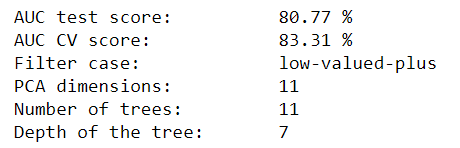 AUC test score: 80.77 %
AUC CV score: 83.31 %
Filter case: low-valued-plus
PCA dimensions: 11
Number of trees: 11
Depth of the tree: 7